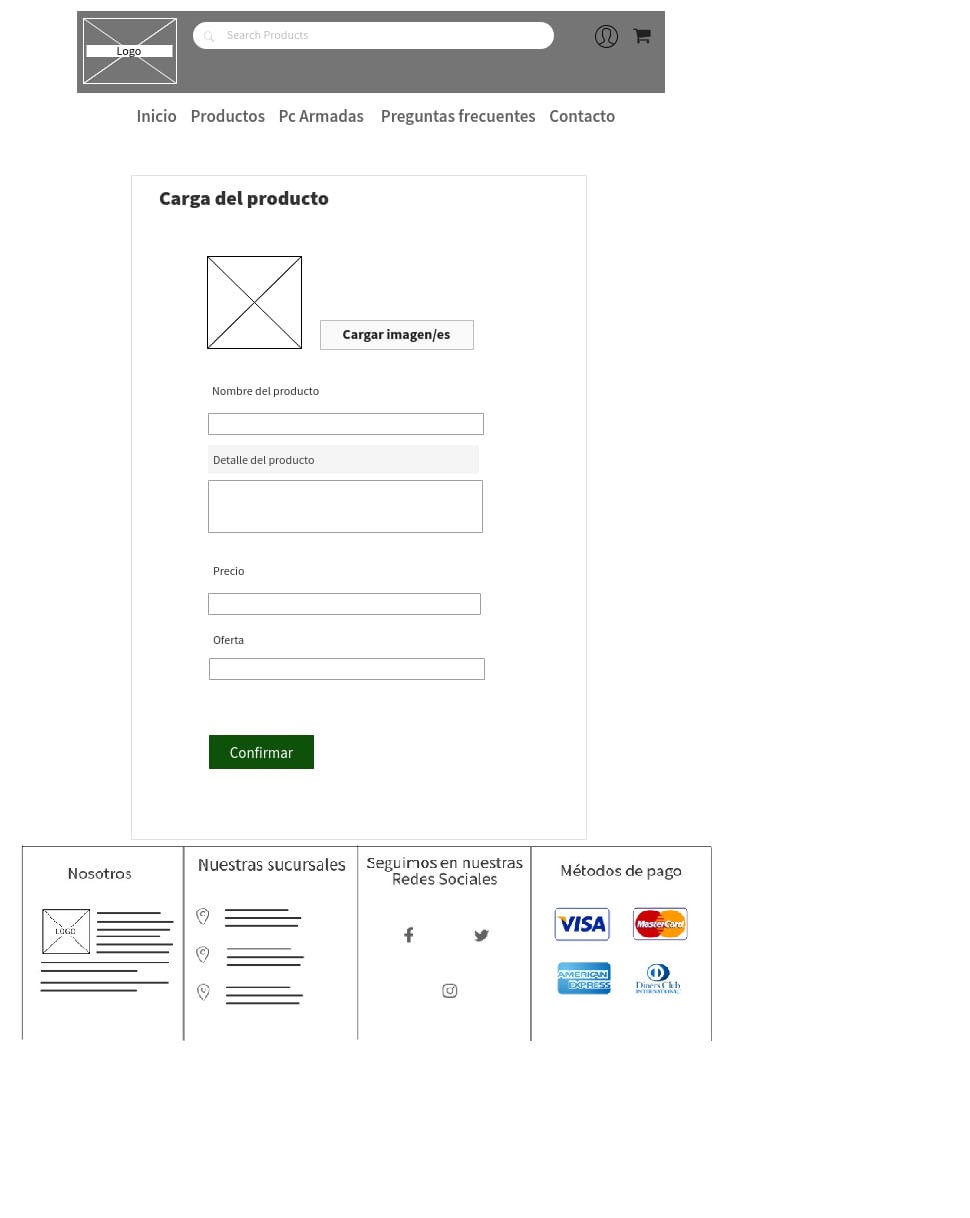 Logo
Search Products
Inicio Productos Pc Armadas Preguntas frecuentes Contacto
Carga del producto
Cargar imagen/es
Nombre del producto
Detalle del producto
Precio
Oferta
Confirmar
Nosotros
LOGO
Nuestras sucursales
Seguirnos en nuestras
Redes Sociales
Métodos de pago
VISA
MasterCard
AMERICAN
EXPRESS
Diners Club
INTERNATIONAL